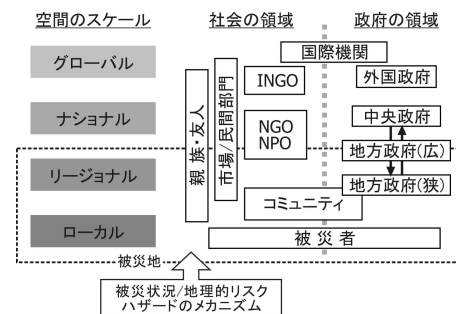 空間のスケール
社会の領域
政府の領域
グローバル
ナショナル
リージョナル
ローカル
国際機関
INGO
外国政府
親族・友人
市場/民間部門
NGO
NPO
中央政府
地方政府(広)
地方政府(狭)
コミュニティ
被災者
被災地
被災状況/地理的リスク
ハザードのメカニズム